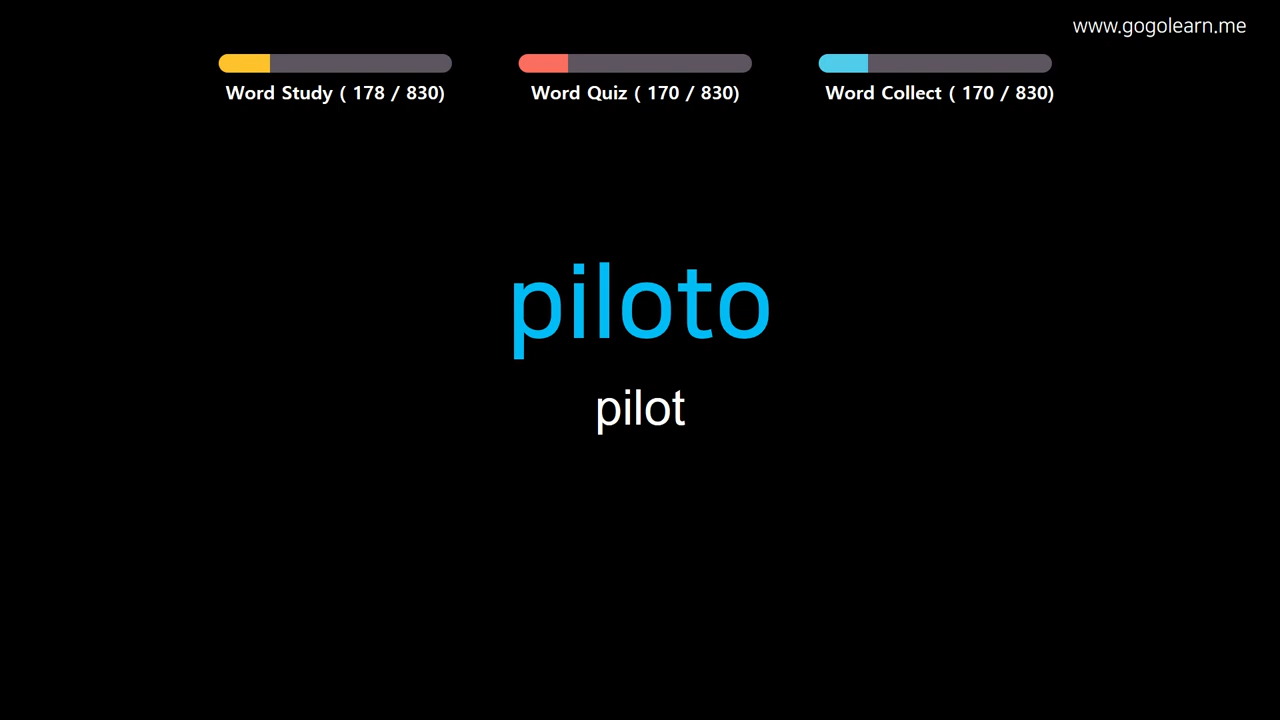 www.gogolearn.me
Word Study ( 178 / 830)
Word Quiz ( 170 / 830)
Word Collect ( 170 / 830)
piloto
pilot